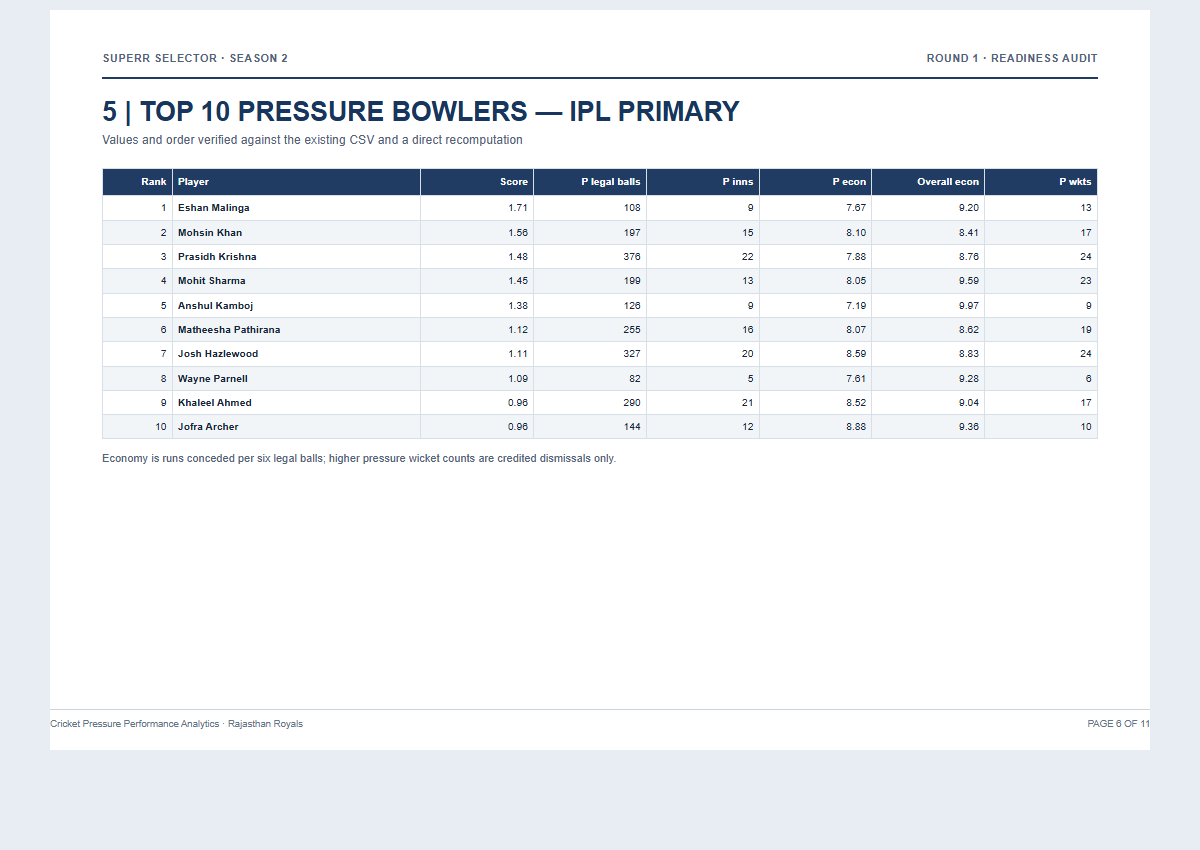 SUPERR SELECTOR · SEASON 2 ROUND 1 · READINESS AUDIT
5 | TOP 10 PRESSURE BOWLERS — IPL PRIMARY
Values and order verified against the existing CSV and a direct recomputation
Rank Player Score P legal balls P inns P econ Overall econ P wkts
1 Eshan Malinga 1.71 108 9 7.67 9.20 13
2 Mohsin Khan 1.56 197 15 8.10 8.41 17
3 Prasidh Krishna 1.48 376 22 7.88 8.76 24
4 Mohit Sharma 1.45 199 13 8.05 9.59 23
5 Anshul Kamboj 1.38 126 9 7.19 9.97 9
6 Matheesha Pathirana 1.12 255 16 8.07 8.62 19
7 Josh Hazlewood 1.11 327 20 8.59 8.83 24
8 Wayne Parnell 1.09 82 5 7.61 9.28 6
9 Khaleel Ahmed 0.96 290 21 8.52 9.04 17
10 Jofra Archer 0.96 144 12 8.88 9.36 10
Economy is runs conceded per six legal balls; higher pressure wicket counts are credited dismissals only.
Cricket Pressure Performance Analytics · Rajasthan Royals PAGE 6 OF 11